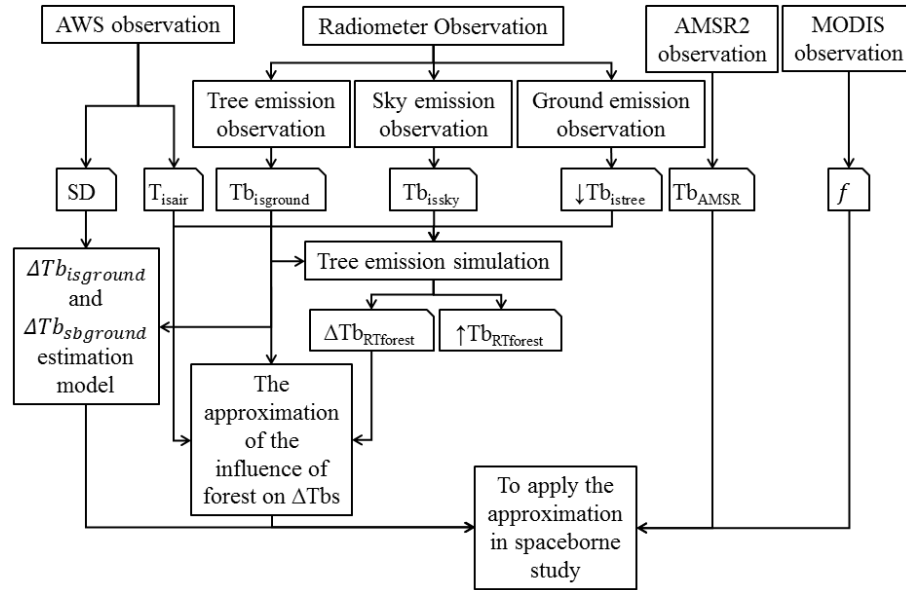 AWS observation
Radiometer Observation
AMSR2
observation
MODIS
observation
Tree emission
observation
Sky emission
observation
Ground emission
observation
SD
T_isair
Tb_isground
Tb_issky
↓Tb_istree
Tb_AMSR
f
ΔTb_isground
and
ΔTb_sbground
estimation
model
Tree emission simulation
ΔTb_RTforest
↑Tb_RTforest
The
approximation
of the
influence of
forest on ΔTbs
To apply the
approximation
in spaceborne
study